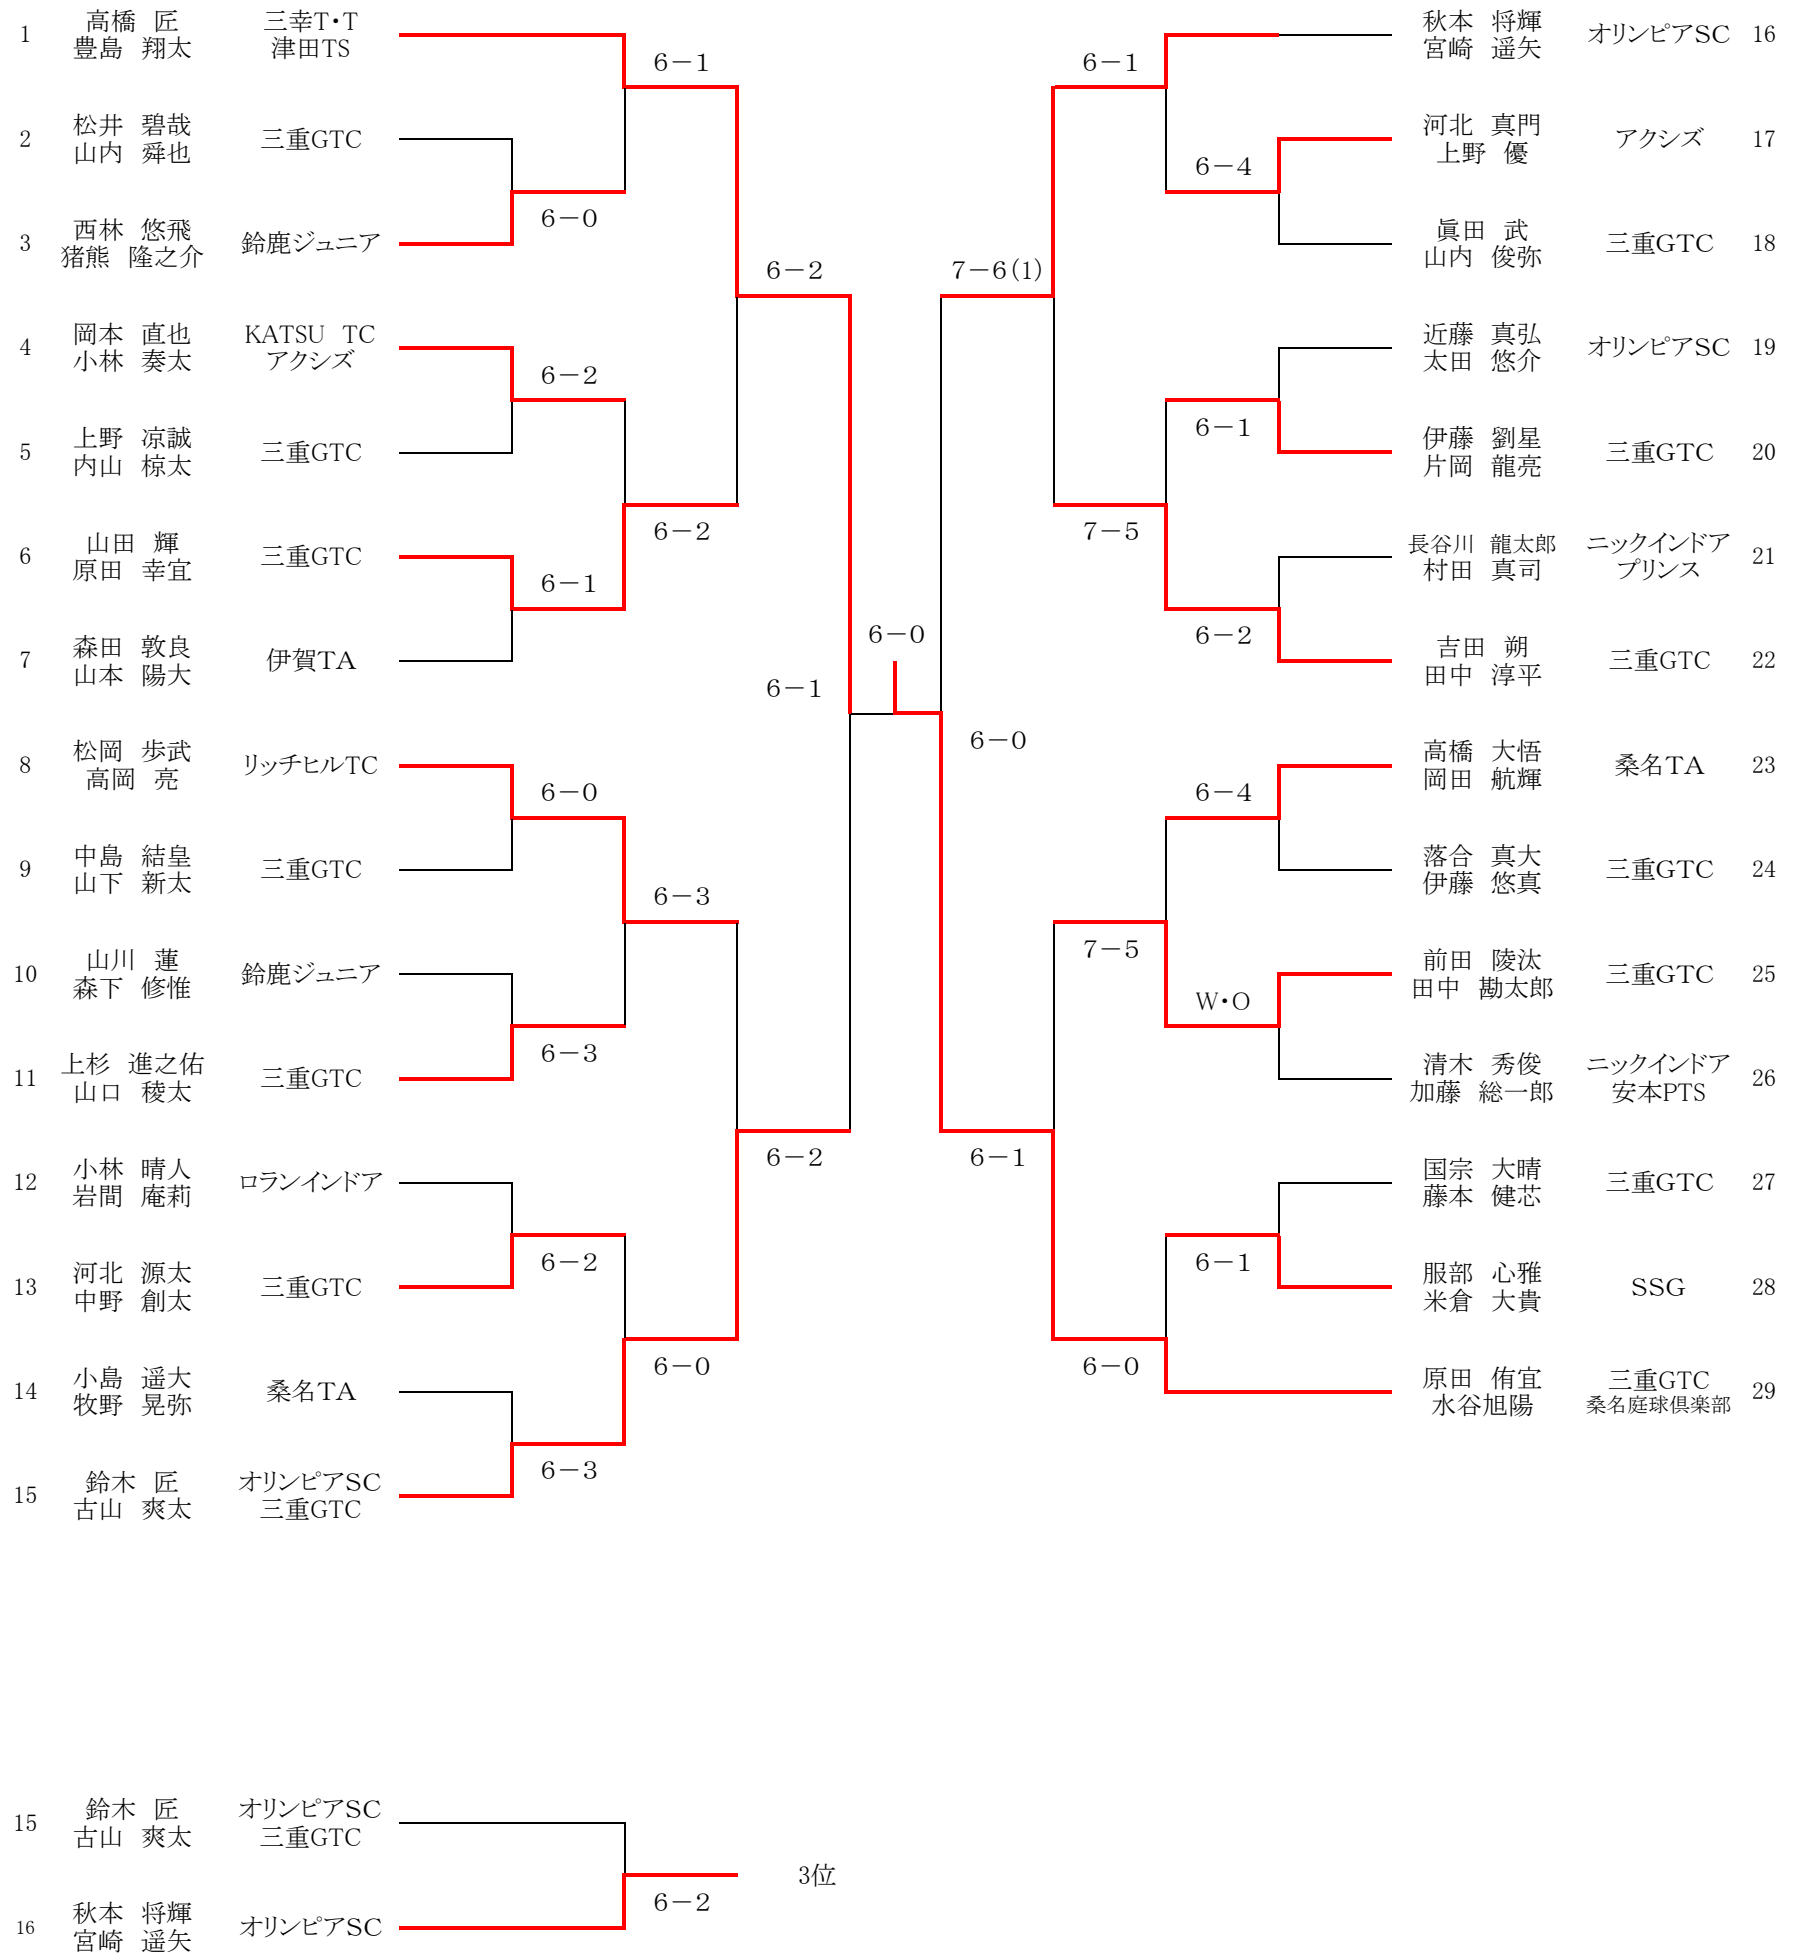 1 高橋 匠 三幸T・T
豊島 翔太 津田TS
2 松井 碧哉 三重GTC
山内 舜也
3 西林 悠飛 鈴鹿ジュニア
猪熊 隆之介
4 岡本 直也 KATSU TC
小林 奏太 アクシズ
5 上野 凉誠 三重GTC
内山 椋太
6 山田 輝 三重GTC
原田 幸宜
7 森田 敦良 伊賀TA
山本 陽大
8 松岡 歩武 リッチヒルTC
高岡 亮
9 中島 結皇 三重GTC
山下 新太
10 山川 蓮 鈴鹿ジュニア
森下 修惟
11 上杉 進之佑 三重GTC
山口 稜太
12 小林 晴人 ロランインドア
岩間 庵莉
13 河北 源太 三重GTC
中野 創太
14 小島 遥大 桑名TA
牧野 晃弥
15 鈴木 匠 オリンピアSC
古山 爽太 三重GTC
6-1
6-0
6-2
6-2
6-2
6-1
6-1
6-0
6-3
6-3
6-2
6-2
6-0
6-3
6-0
6-1
6-4
7-6(1)
6-1
7-5
6-2
6-0
6-4
7-5
W・O
6-1
6-1
6-0
秋本 将輝 オリンピアSC 16
宮崎 遥矢
河北 真門 アクシズ 17
上野 優
眞田 武 三重GTC 18
山内 俊弥
近藤 真弘 オリンピアSC 19
太田 悠介
伊藤 劉星 三重GTC 20
片岡 龍亮
長谷川 龍太郎 ニックインドア 21
村田 真司 プリンス
吉田 朔 三重GTC 22
田中 淳平
高橋 大悟 桑名TA 23
岡田 航輝
落合 真大 三重GTC 24
伊藤 悠真
前田 陵汰 三重GTC 25
田中 勘太郎
清木 秀俊 ニックインドア 26
加藤 総一郎 安本PTS
国宗 大晴 三重GTC 27
藤本 健芯
服部 心雅 SSG 28
米倉 大貴
原田 侑宜 三重GTC 29
水谷旭陽 桑名庭球倶楽部
15 鈴木 匠 オリンピアSC
古山 爽太 三重GTC
16 秋本 将輝 オリンピアSC
宮崎 遥矢
6-2
3位